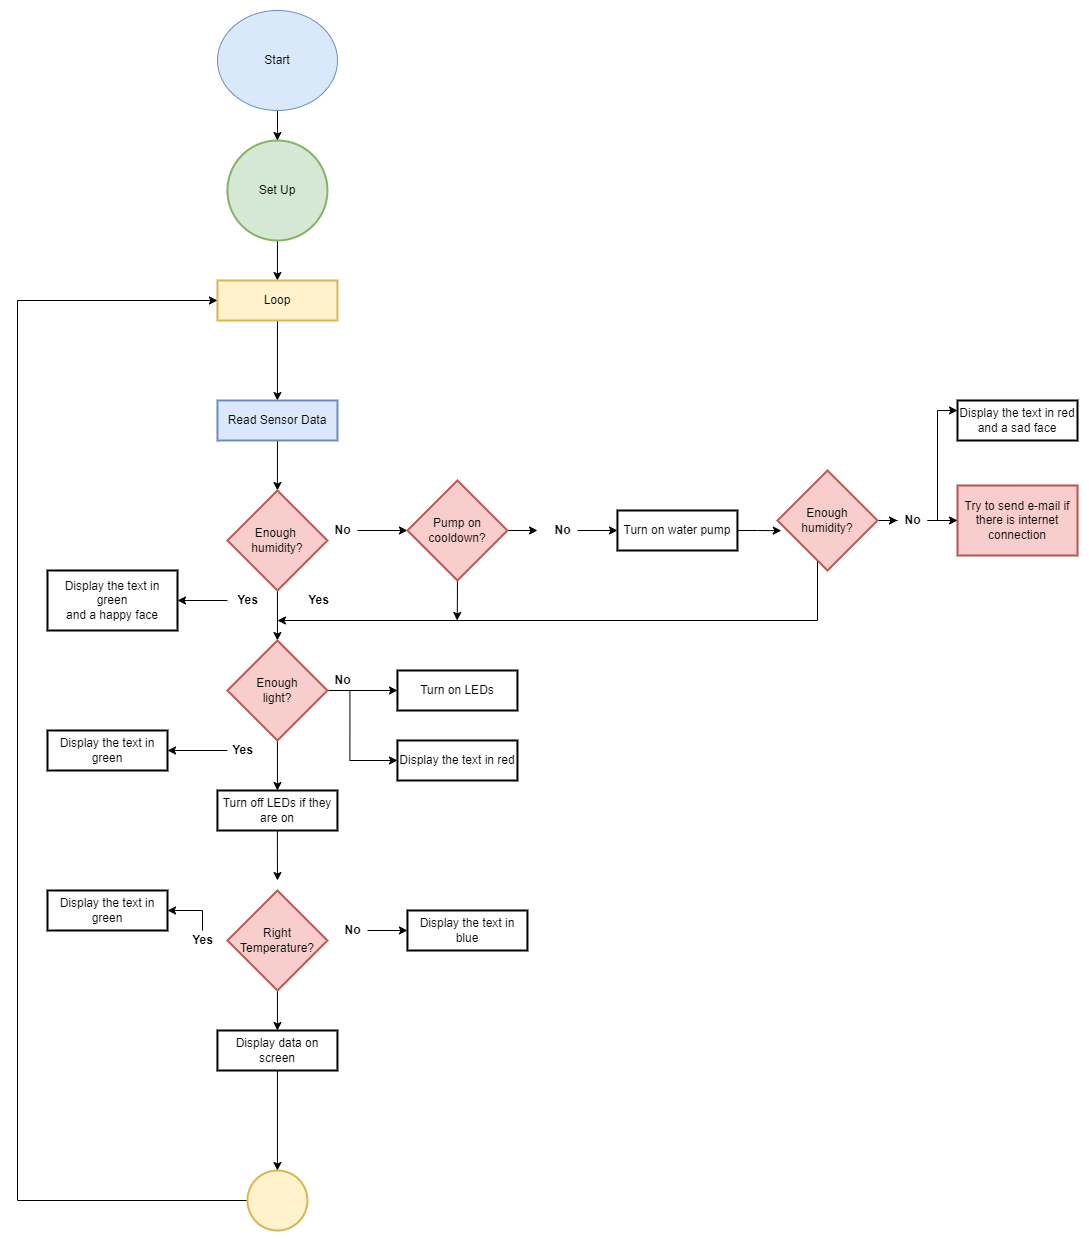 Start
Set Up
Loop
Read Sensor Data
Display the text in red
and a sad face
Enough
humidity?
No
Pump on
cooldown?
No
Turn on water pump
Enough
humidity?
No
Try to send e-mail if
there is internet
connection
Display the text in
green
and a happy face
Yes
Yes
Enough
light?
No
Turn on LEDs
Display the text in
green
Yes
Display the text in red
Turn off LEDs if they
are on
Display the text in
green
Yes
Right
Temperature?
No
Display the text in
blue
Display data on
screen